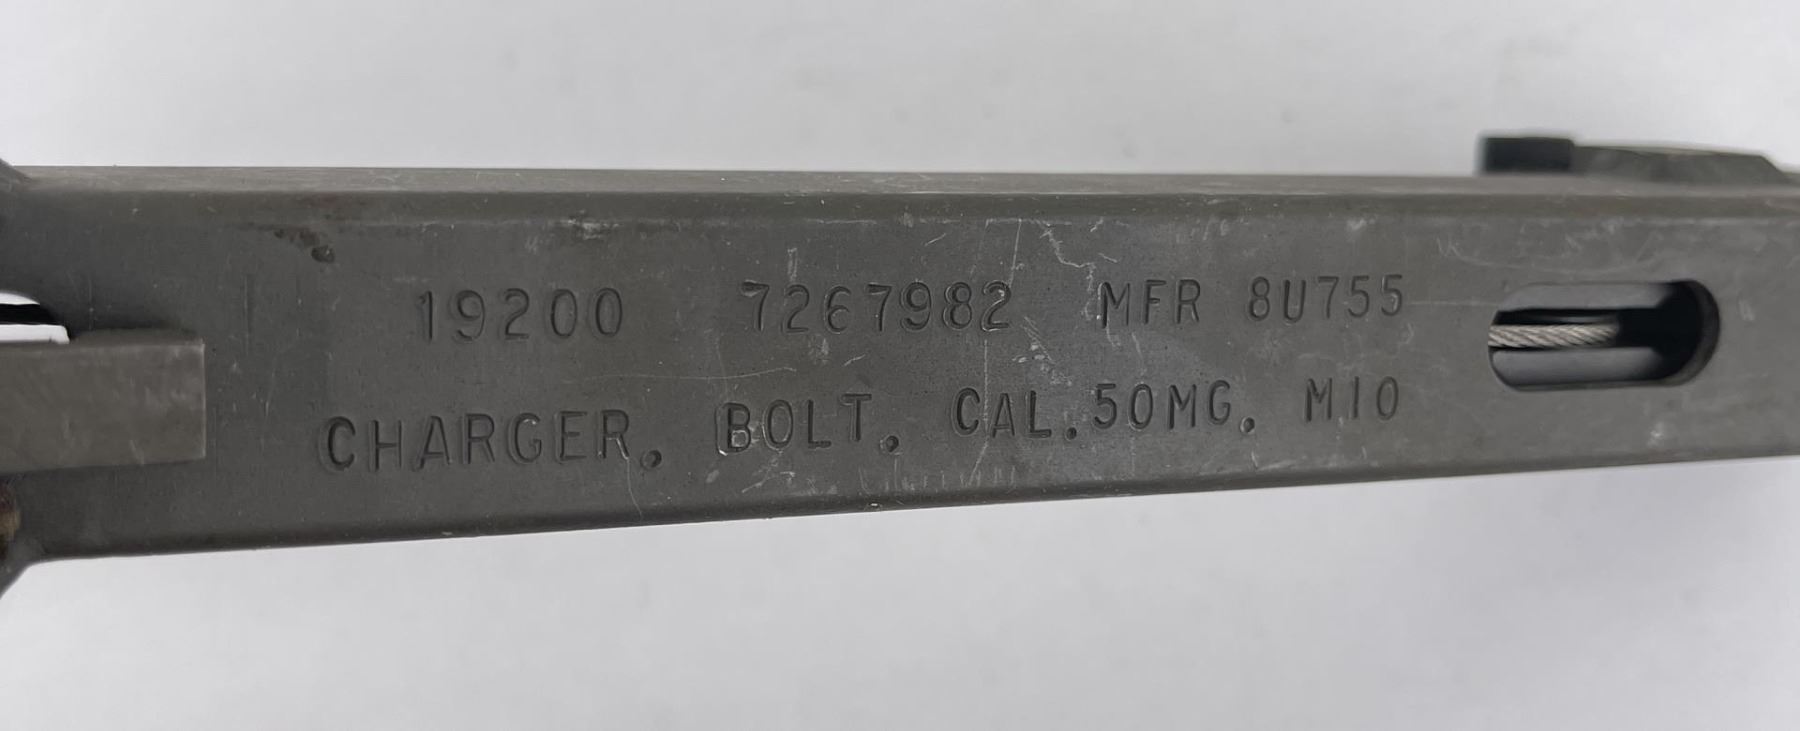 19200 7267982 MFR 8U755
CHARGER. BOLT. CAL.50MG. M10